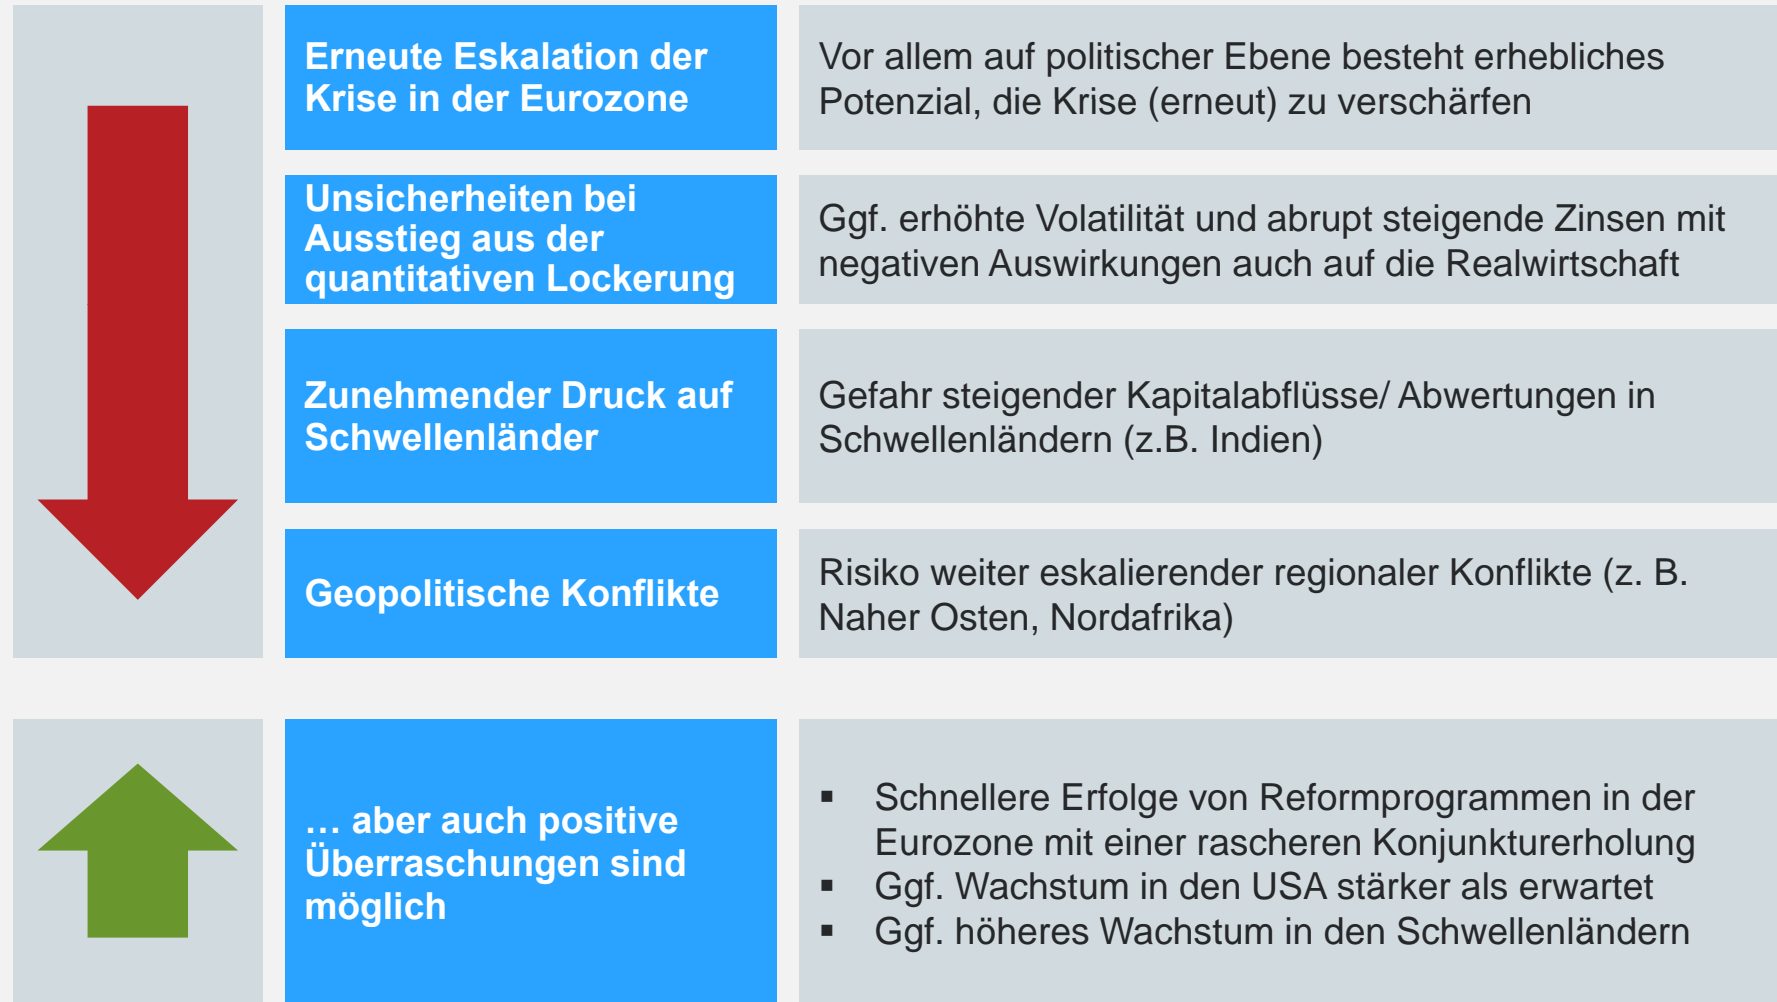 Erneute Eskalation der
Krise in der Eurozone
Vor allem auf politischer Ebene besteht erhebliches
Potenzial, die Krise (erneut) zu verschärfen
Unsicherheiten bei
Ausstieg aus der
quantitativen Lockerung
Ggf. erhöhte Volatilität und abrupt steigende Zinsen mit
negativen Auswirkungen auch auf die Realwirtschaft
Zunehmender Druck auf
Schwellenländer
Gefahr steigender Kapitalabflüsse/ Abwertungen in
Schwellenländern (z.B. Indien)
Geopolitische Konflikte
Risiko weiter eskalierender regionaler Konflikte (z. B.
Naher Osten, Nordafrika)
… aber auch positive
Überraschungen sind
möglich
▪ Schnellere Erfolge von Reformprogrammen in der
Eurozone mit einer rascheren Konjunkturerholung
▪ Ggf. Wachstum in den USA stärker als erwartet
▪ Ggf. höheres Wachstum in den Schwellenländern